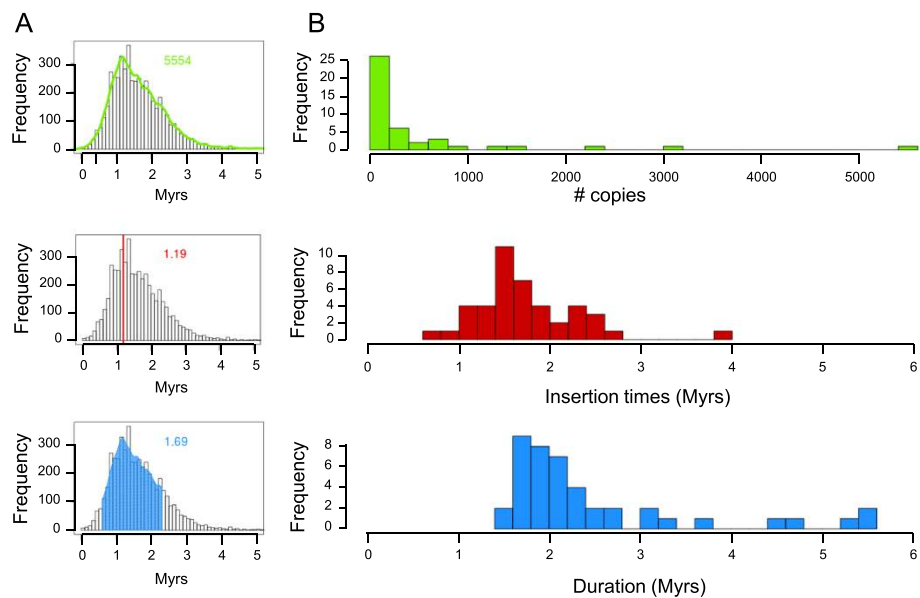 A
B
Frequency
300
200
100
0
5554
0 1 2 3 4 5
Myrs
Frequency
25
20
15
10
5
0
0 1000 2000 3000 4000 5000
# copies
Frequency
300
200
100
0
1.19
0 1 2 3 4 5
Myrs
Frequency
10
8
6
4
2
0
0 1 2 3 4 5 6
Insertion times (Myrs)
Frequency
300
200
100
0
1.69
0 1 2 3 4 5
Myrs
Frequency
8
6
4
2
0
0 1 2 3 4 5 6
Duration (Myrs)